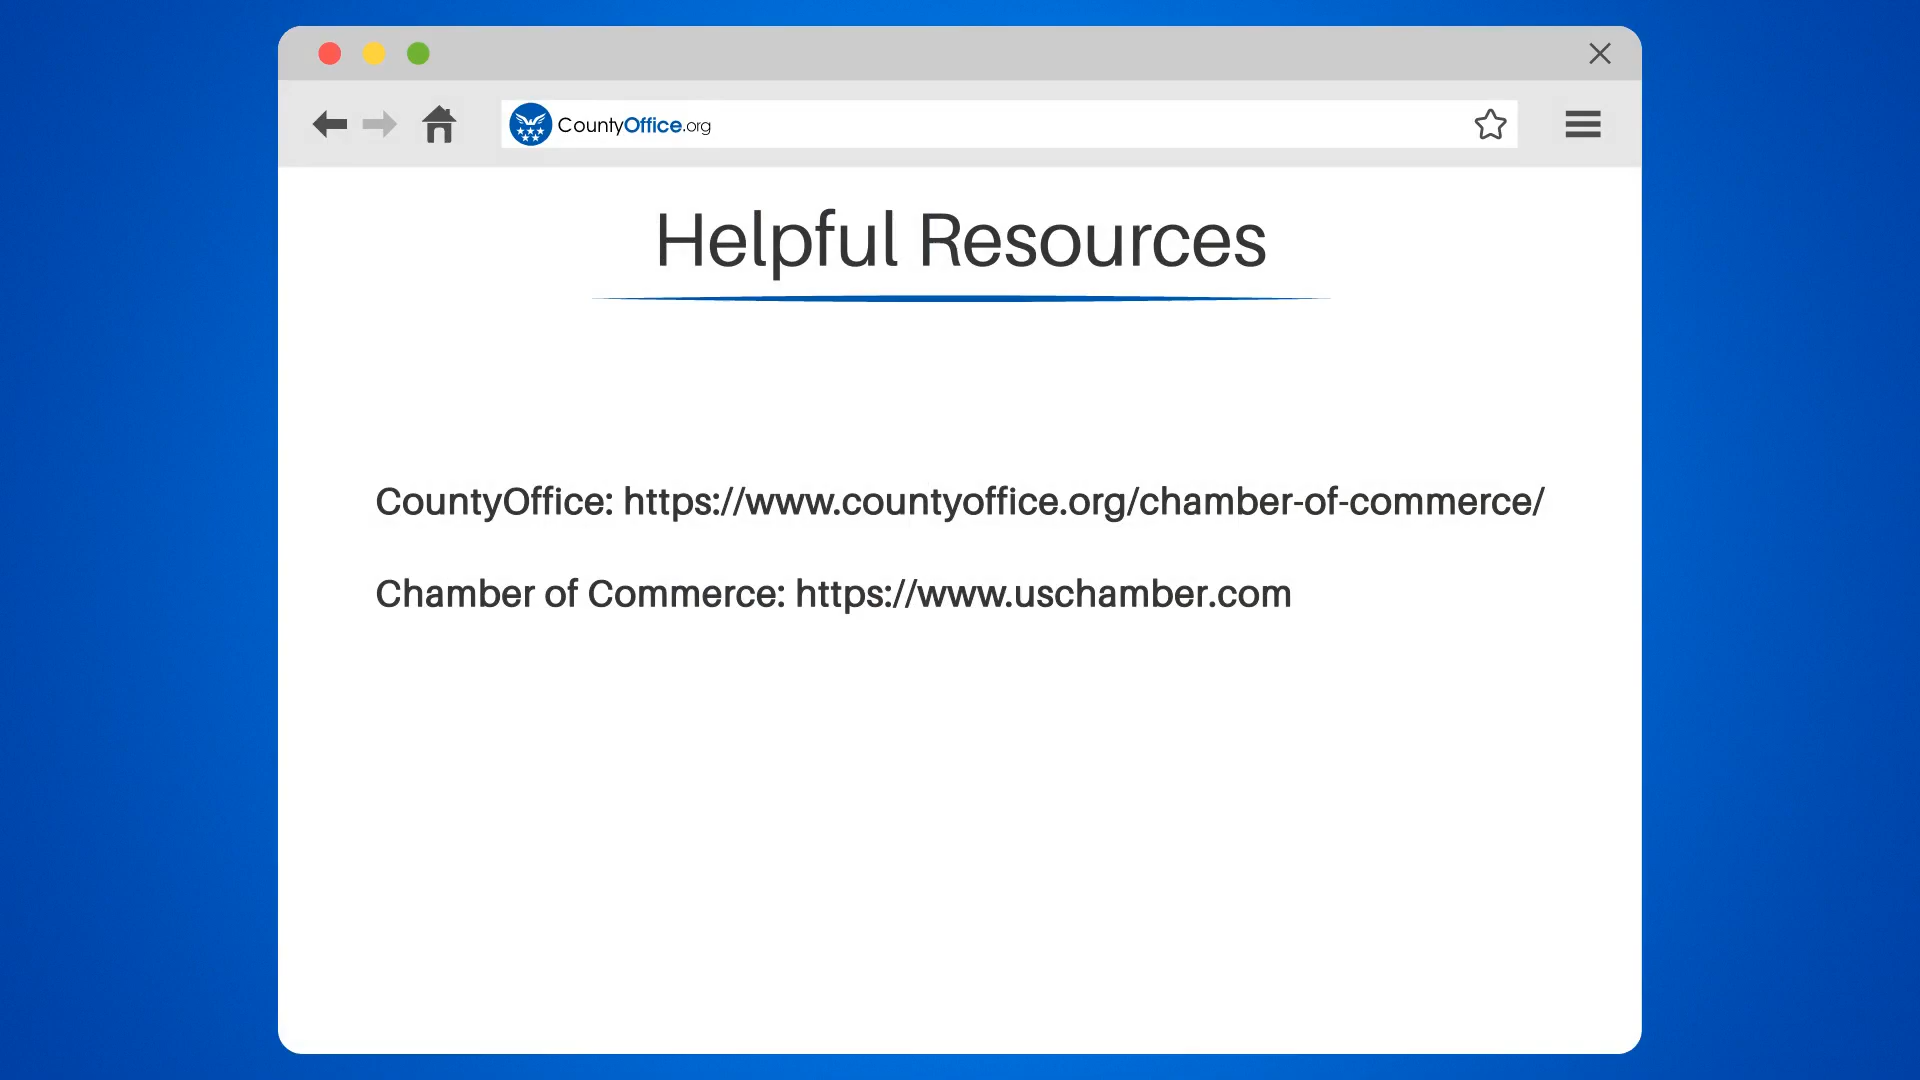 CountyOffice.org
Helpful Resources
CountyOffice: https://www.countyoffice.org/chamber-of-commerce/
Chamber of Commerce: https://www.uschamber.com